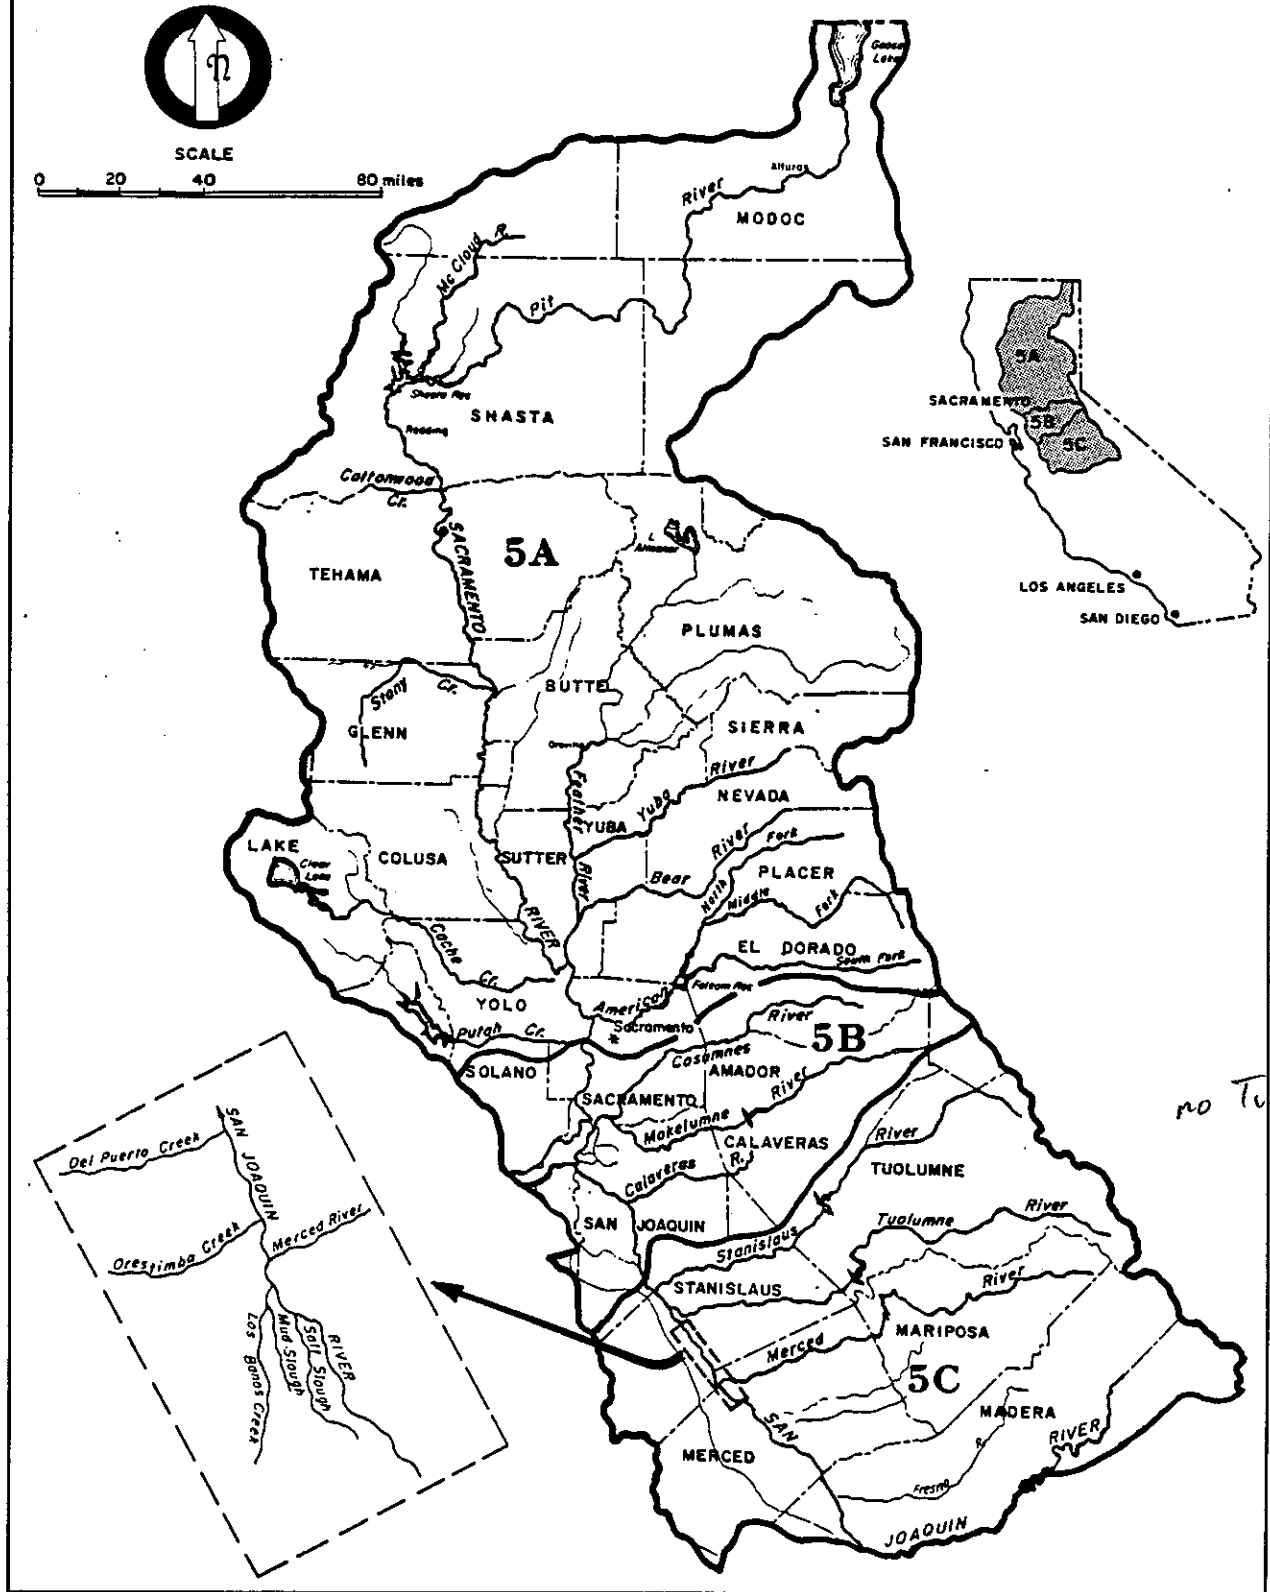 n
SCALE
0 20 40 80 miles
Goose
Lake
Alturas
River
MODOC
McCloud R.
Pit
Shasta Res
SHASTA
Redding
Cottonwood
Cr.
5A
SACRAMENTO
SAN FRANCISCO
5B
5C
LOS ANGELES
SAN DIEGO
SACRAMENTO
5A
L
Almanor
TEHAMA
PLUMAS
Stony Cr.
BUTTE
GLENN
SIERRA
Feather
Yuba River
NEVADA
YUBA
LAKE
Clear
Lake
COLUSA
SUTTER
River
Bear
River
North Fork
PLACER
Middle Fork
RIVER
Cache
Cr.
EL DORADO
South Fork
YOLO
American
Folsom Res
Putah Cr.
Sacramento
*
River
5B
Cosumnes
SOLANO
AMADOR
SACRAMENTO
River
Mokelumne
CALAVERAS
Calaveras R.
River
TUOLUMNE
no
SAN JOAQUIN
Tuolumne River
Stanislaus
STANISLAUS
River
MARIPOSA
Merced
5C
SAN
MADERA
MERCED
RIVER
R.
Fresno
JOAQUIN
SAN JOAQUIN
Del Puerto Creek
Merced River
Orestimba Creek
RIVER
Salt Slough
Mud Slough
Los Banos Creek